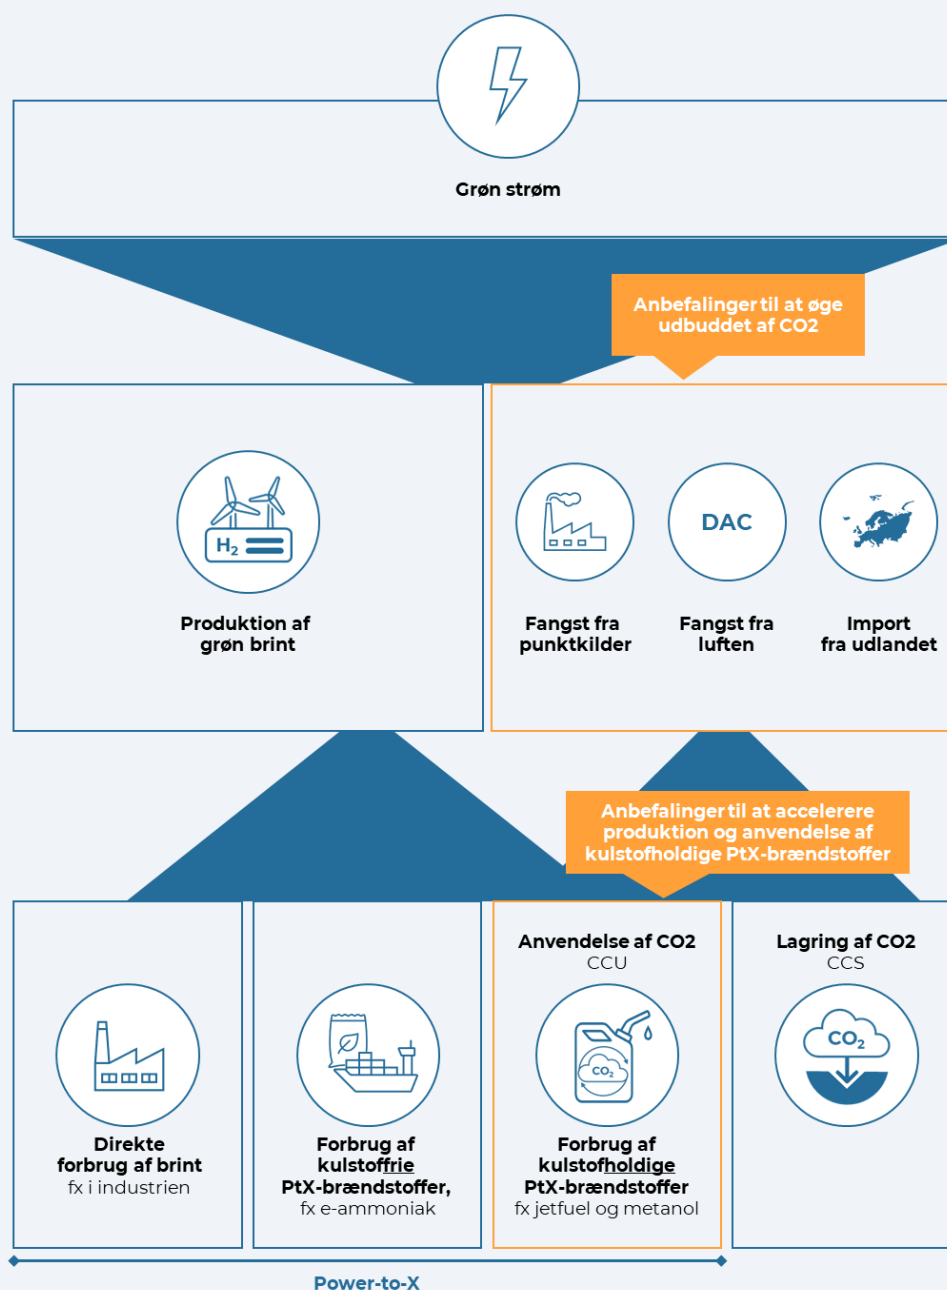 Grøn strøm
Anbefalinger til at øge
udbuddet af CO2
H₂
Produktion af
grøn brint
Fangst fra
punktkilder
DAC
Fangst fra
luften
Import
fra udlandet
Anbefalinger til at accelerere
produktion og anvendelse af
kulstofholdige PtX-brændstoffer
Direkte
forbrug af brint
fx i industrien
Forbrug af
kulstoffrie
PtX-brændstoffer,
fx e-ammoniak
Anvendelse af CO2
CCU
CO₂
Forbrug af
kulstofholdige
PtX-brændstoffer
fx jetfuel og metanol
Lagring af CO2
CCS
CO₂
Power-to-X